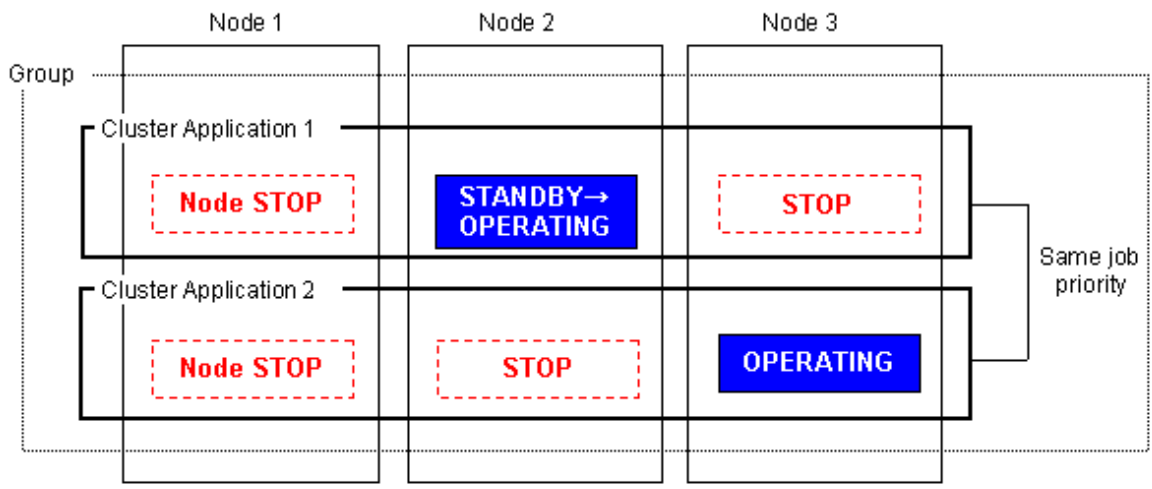 Node 1
Node 2
Node 3
Group
Cluster Application 1
Node STOP
STANDBY→
OPERATING
STOP
Same job
priority
Cluster Application 2
Node STOP
STOP
OPERATING